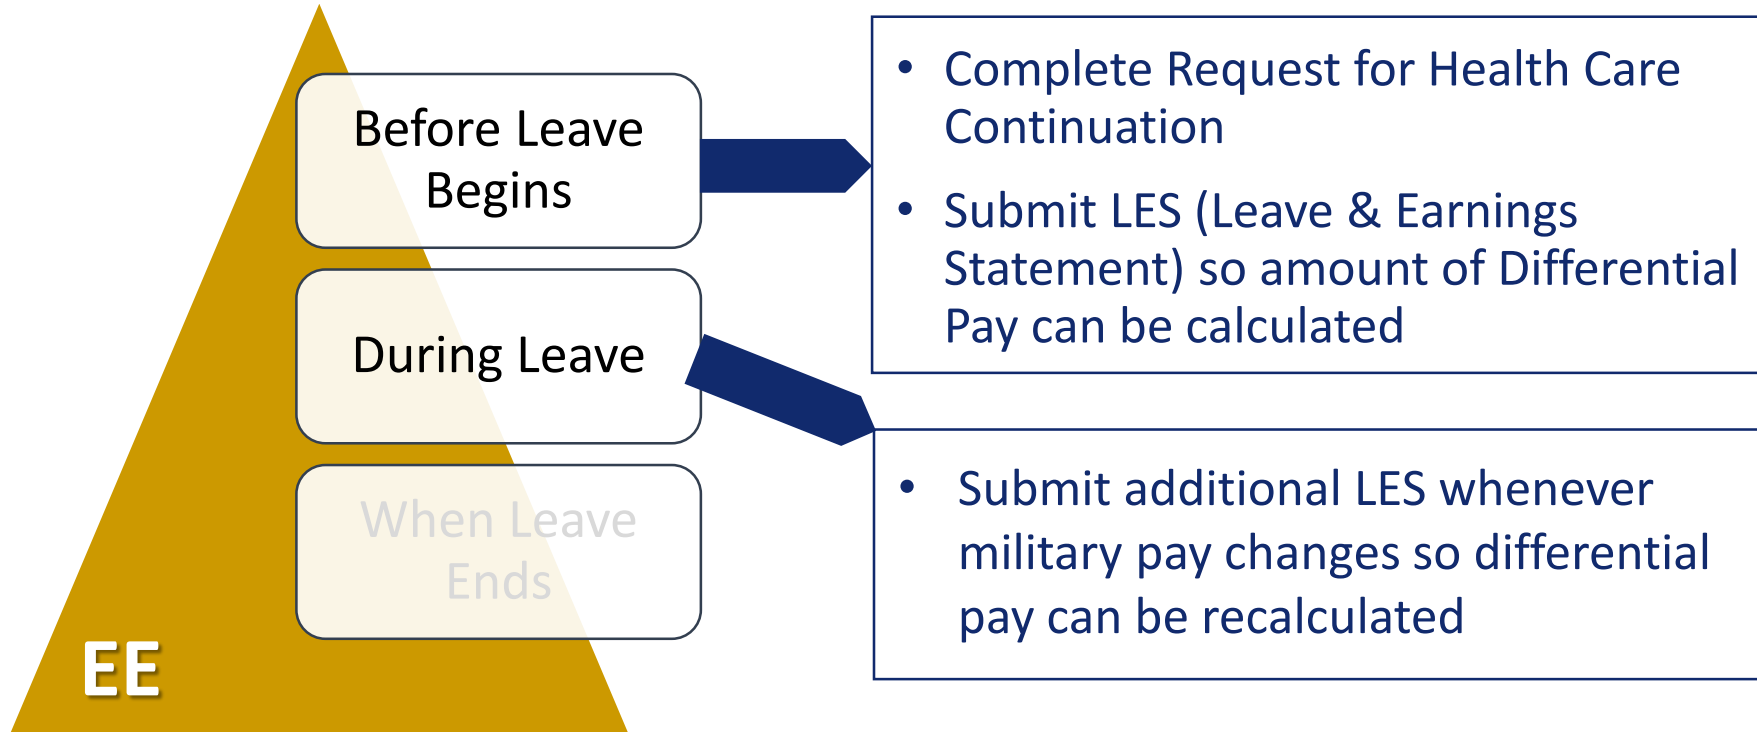 Before Leave
Begins
• Complete Request for Health Care
Continuation
• Submit LES (Leave & Earnings
Statement) so amount of Differential
Pay can be calculated
During Leave
• Submit additional LES whenever
military pay changes so differential
pay can be recalculated
When Leave
Ends
EE